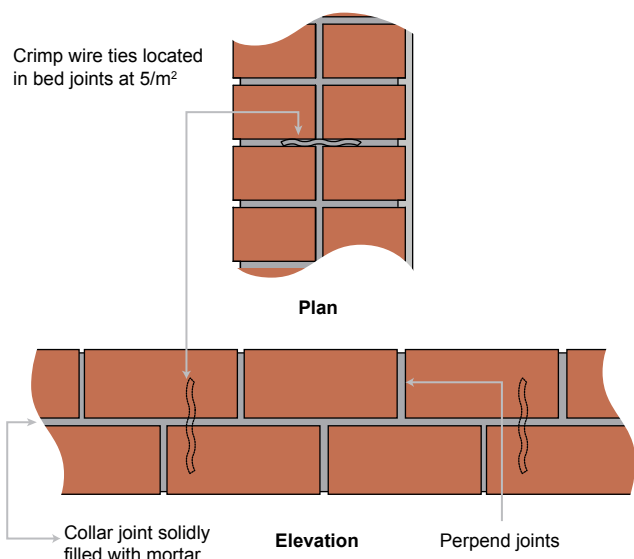 Crimp wire ties located
in bed joints at 5/m²
Plan
Collar joint solidly
filled with mortar
Elevation
Perpend joints